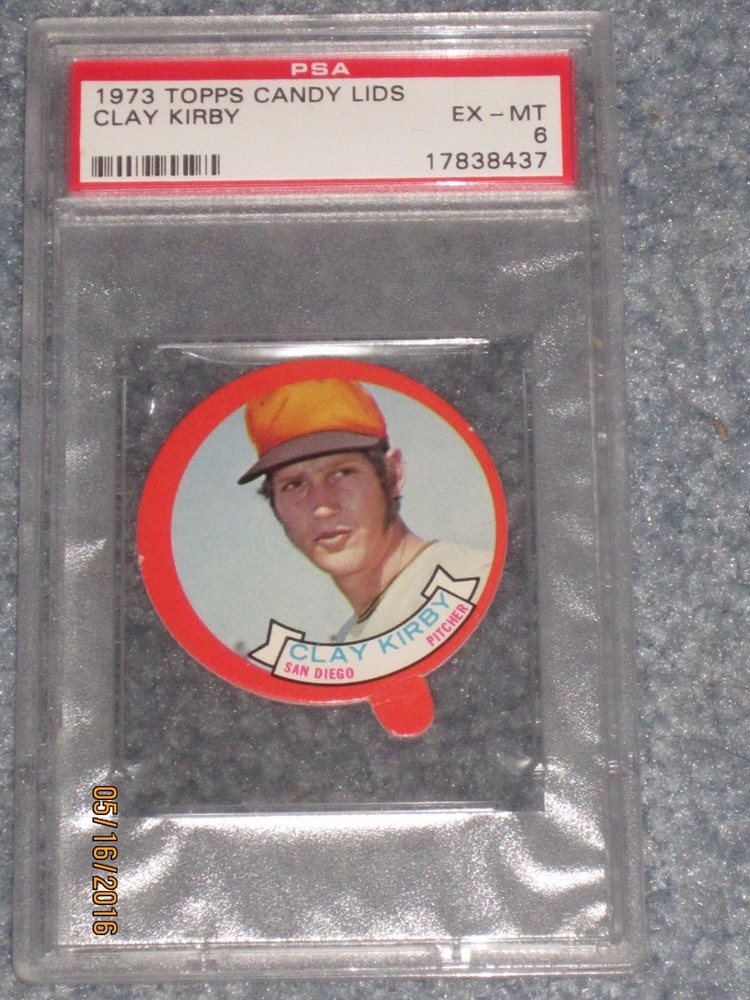 PSA
1973 TOPPS CANDY LIDS
CLAY KIRBY
EX – MT
6
17838437
CLAY KIRBY
SAN DIEGO
PITCHER
05/16/2016